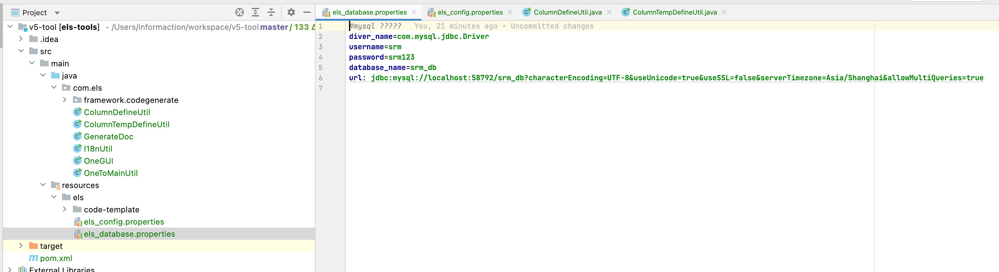 Project
v5-tool [els-tools] - /Users/informaction/workspace/v5-tool master / 133 Δ
.idea
src
main
java
com.els
framework.codegenerate
ColumnDefineUtil
ColumnTempDefineUtil
GenerateDoc
I18nUtil
OneGUI
OneToMainUtil
resources
els
code-template
els_config.properties
els_database.properties
target
pom.xml
External Libraries
els_database.properties els_config.properties ColumnDefineUtil.java ColumnTempDefineUtil.java
1 #mysql ????? You, 21 minutes ago • Uncommitted changes
2 diver_name=com.mysql.jdbc.Driver
3 username=srm
4 password=srm123
5 database_name=srm_db
6 url: jdbc:mysql://localhost:58792/srm_db?characterEncoding=UTF-8&useUnicode=true&useSSL=false&serverTimezone=Asia/Shanghai&allowMultiQueries=true
7